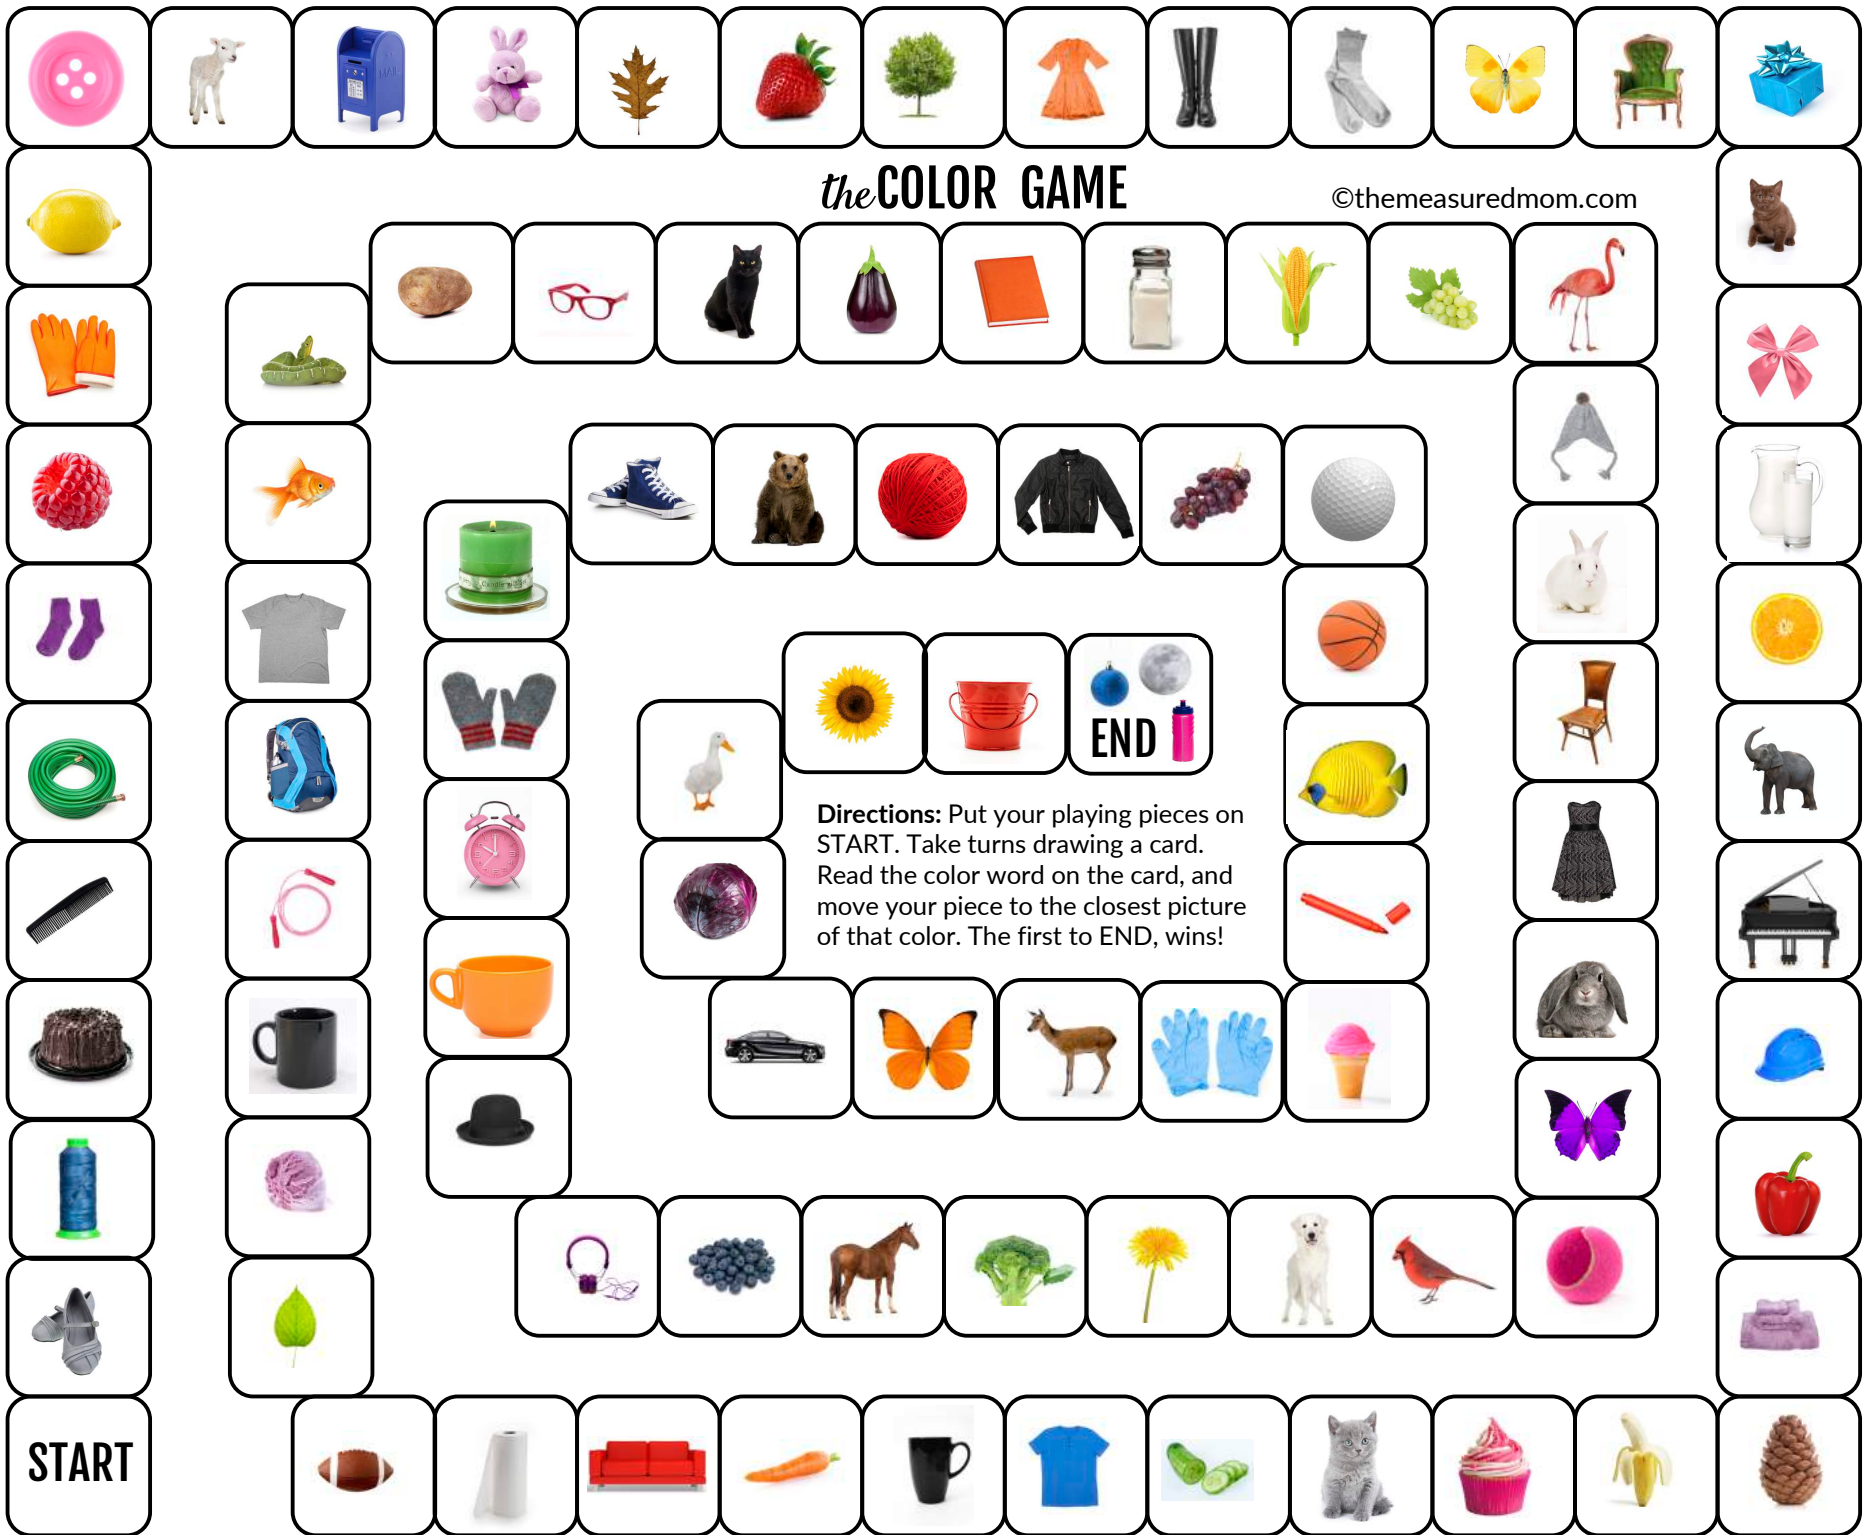 the COLOR GAME
©themeasuredmom.com
MAIL
END
Directions: Put your playing pieces on
START. Take turns drawing a card.
Read the color word on the card, and
move your piece to the closest picture
of that color. The first to END, wins!
START